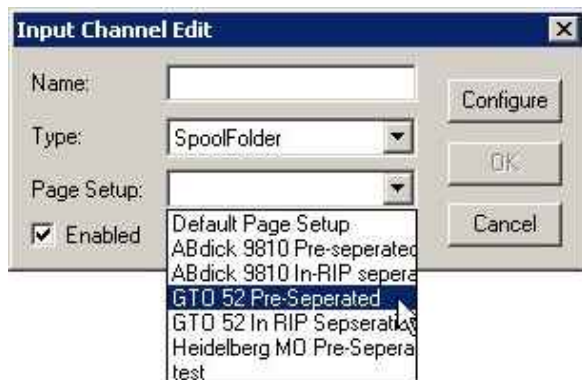 Input Channel Edit
Name:
Configure
Type:
SpoolFolder
OK
Page Setup:
Enabled
Cancel
Default Page Setup
ABdick 9810 Pre-seperated
ABdick 9810 In-RIP sepera
GTO 52 Pre-Seperated
GTO 52 In RIP Sepseration
Heidelberg MO Pre-Sepera
test